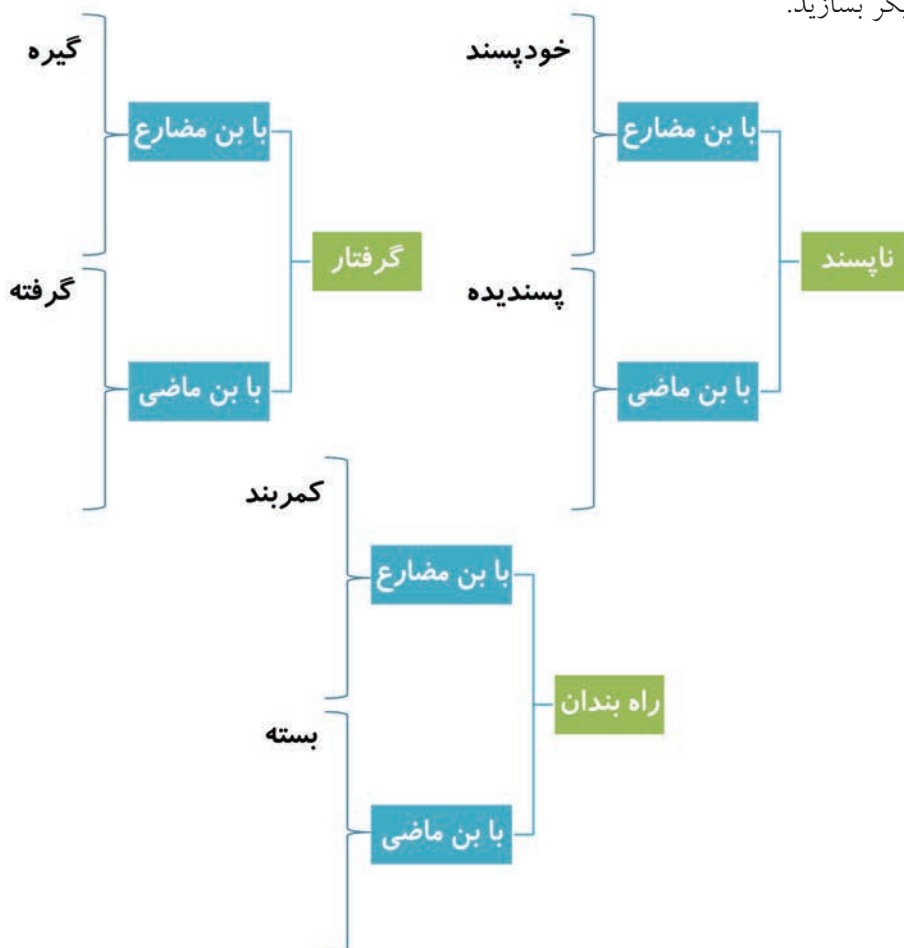 بسازید.
خودپسند
با بن مضارع
ناپسند
پسندیده
با بن ماضی
گیره
با بن مضارع
گرفتار
گرفته
با بن ماضی
کمربند
با بن مضارع
راه بندان
بسته
با بن ماضی